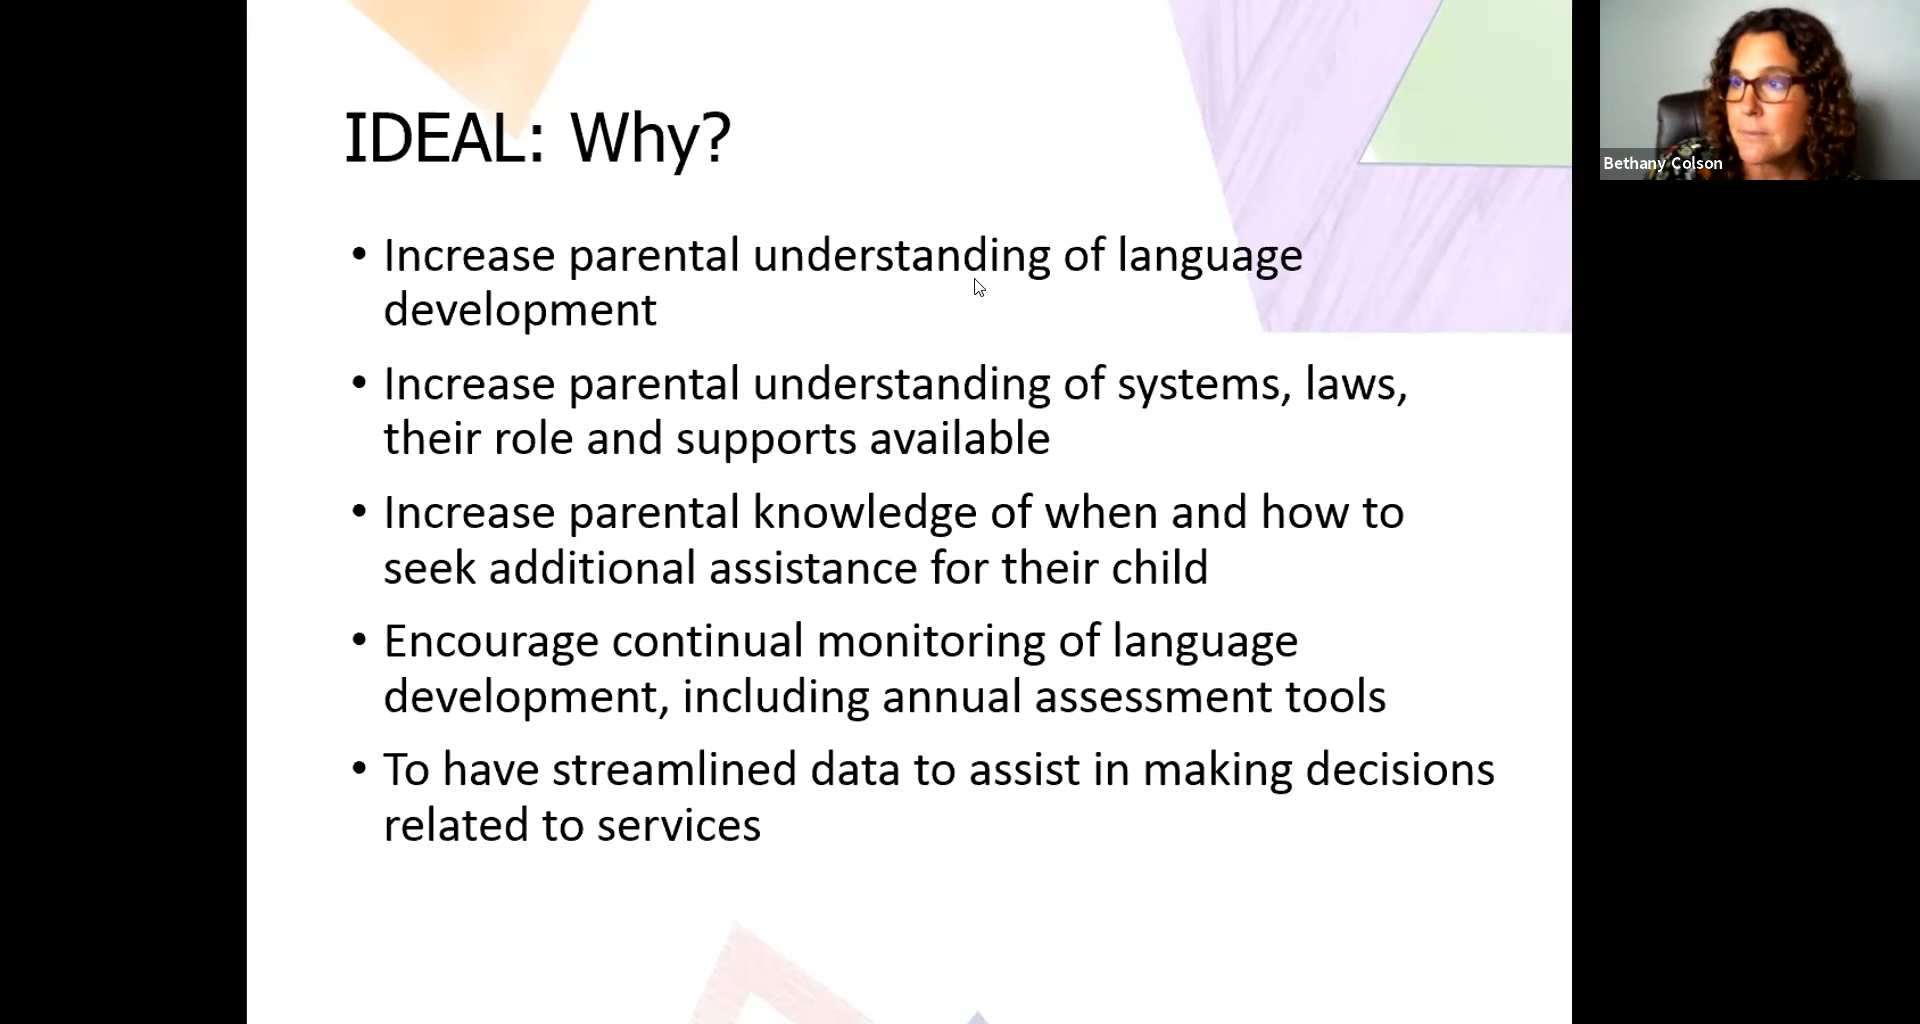 IDEAL: Why?
• Increase parental understanding of language
development
• Increase parental understanding of systems, laws,
their role and supports available
• Increase parental knowledge of when and how to
seek additional assistance for their child
• Encourage continual monitoring of language
development, including annual assessment tools
• To have streamlined data to assist in making decisions
related to services
Bethany Colson